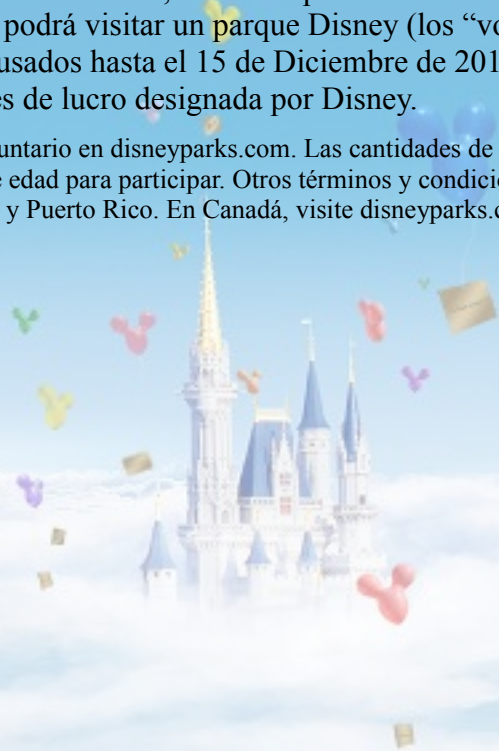 podrá visitar un parque Disney (los “vo
usados hasta el 15 de Diciembre de 201
es de lucro designada por Disney.
untario en disneyparks.com. Las cantidades de
e edad para participar. Otros términos y condicio
y Puerto Rico. En Canadá, visite disneyparks.c